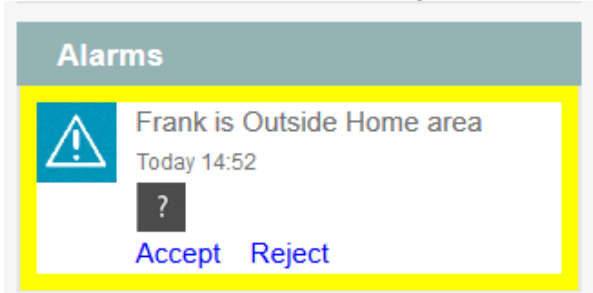 Alarms
Frank is Outside Home area
Today 14:52
?
Accept Reject